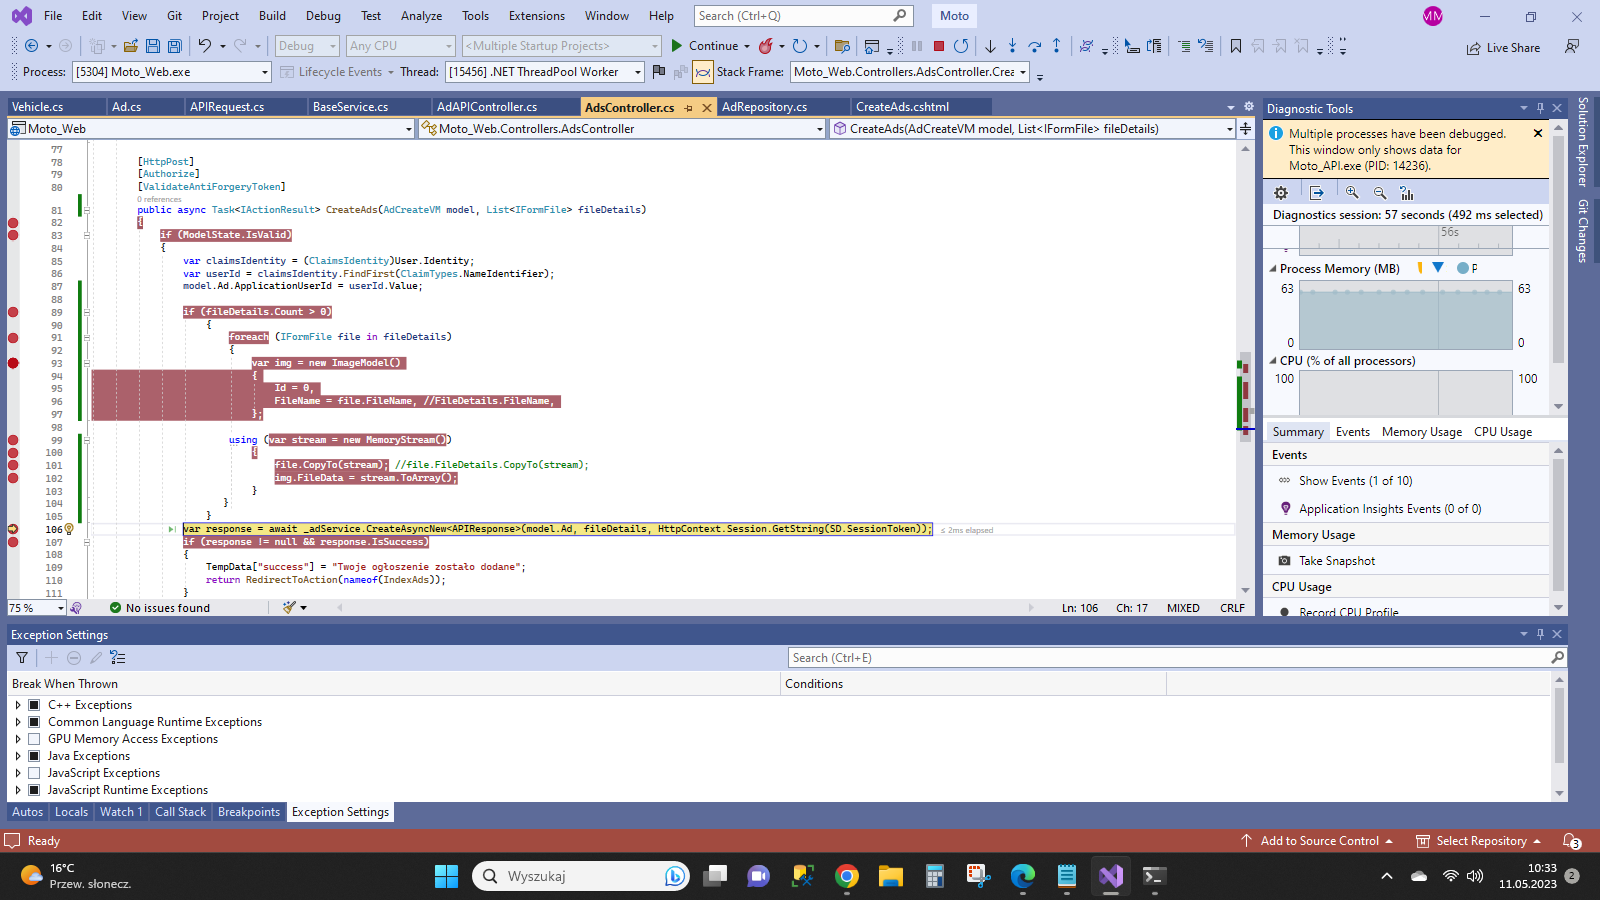 File Edit View Git Project Build Debug Test Analyze Tools Extensions Window Help Search (Ctrl+Q) Moto MM
Debug Any CPU <Multiple Startup Projects> Continue Live Share
Process: [5304] Moto_Web.exe Lifecycle Events Thread: [15456] .NET ThreadPool Worker Stack Frame: Moto_Web.Controllers.AdsController.Crea
Vehicle.cs Ad.cs APIRequest.cs BaseService.cs AdAPIController.cs AdsController.cs AdRepository.cs CreateAds.cshtml
Moto_Web Moto_Web.Controllers.AdsController CreateAds(AdCreateVM model, List<IFormFile> fileDetails)
77
78 [HttpPost]
79 [Authorize]
80 [ValidateAntiForgeryToken]
0 references
81 public async Task<IActionResult> CreateAds(AdCreateVM model, List<IFormFile> fileDetails)
82 {
83 if (ModelState.IsValid)
84 {
85 var claimsIdentity = (ClaimsIdentity)User.Identity;
86 var userId = claimsIdentity.FindFirst(ClaimTypes.NameIdentifier);
87 model.Ad.ApplicationUserId = userId.Value;
88
89 if (fileDetails.Count > 0)
90 {
91 foreach (IFormFile file in fileDetails)
92 {
93 var img = new ImageModel()
94 {
95 Id = 0,
96 FileName = file.FileName, //FileDetails.FileName,
97 };
98
99 using (var stream = new MemoryStream())
100 {
101 file.CopyTo(stream); //file.FileDetails.CopyTo(stream);
102 img.FileData = stream.ToArray();
103 }
104 }
105 }
106 var response = await _adService.CreateAsyncNew<APIResponse>(model.Ad, fileDetails, HttpContext.Session.GetString(SD.SessionToken)); ≤ 2ms elapsed
107 if (response != null && response.IsSuccess)
108 {
109 TempData["success"] = "Twoje ogłoszenie zostało dodane";
110 return RedirectToAction(nameof(IndexAds));
111 }
75 % No issues found Ln: 106 Ch: 17 MIXED CRLF
Diagnostic Tools
Multiple processes have been debugged.
This window only shows data for
Moto_API.exe (PID: 14236).
Diagnostics session: 57 seconds (492 ms selected)
56s
Process Memory (MB) P
63 63
0 0
CPU (% of all processors)
100 100
Summary Events Memory Usage CPU Usage
Events
Show Events (1 of 10)
Application Insights Events (0 of 0)
Memory Usage
Take Snapshot
CPU Usage
Record CPU Profile
Solution Explorer
Git Changes
Exception Settings
Search (Ctrl+E)
Break When Thrown Conditions
C++ Exceptions
Common Language Runtime Exceptions
GPU Memory Access Exceptions
Java Exceptions
JavaScript Exceptions
JavaScript Runtime Exceptions
Autos Locals Watch 1 Call Stack Breakpoints Exception Settings
Ready Add to Source Control Select Repository 3
16°C
Przew. słonecz.
Wyszukaj
10:33
11.05.2023 2